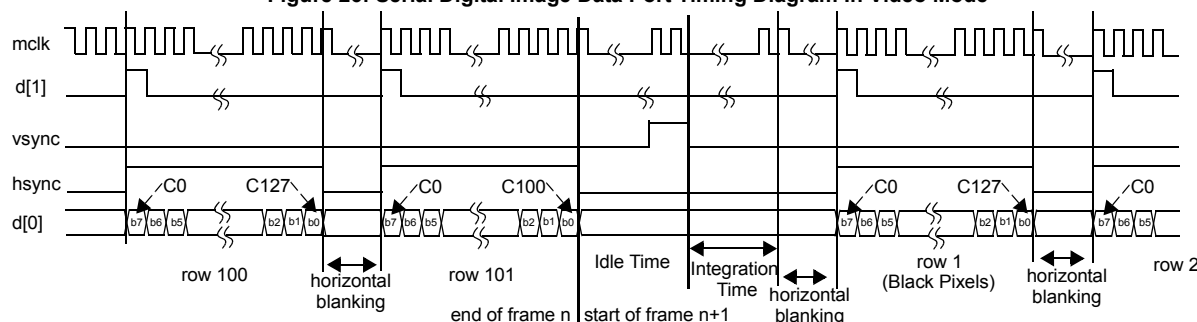 Figure 20. Serial Digital Image Data Port Timing Diagram in Video Mode
mclk
d[1]
vsync
hsync
C0 C127 C0 C100 C0 C127 C0
d[0] b7 b6 b5 b2 b1 b0 b7 b6 b5 b2 b1 b0 b7 b6 b5 b2 b1 b0 b7 b6 b5
row 100
horizontal
blanking
row 101
Idle Time
Integration
Time
horizontal
blanking
row 1
(Black Pixels)
horizontal
blanking
row 2
end of frame n start of frame n+1